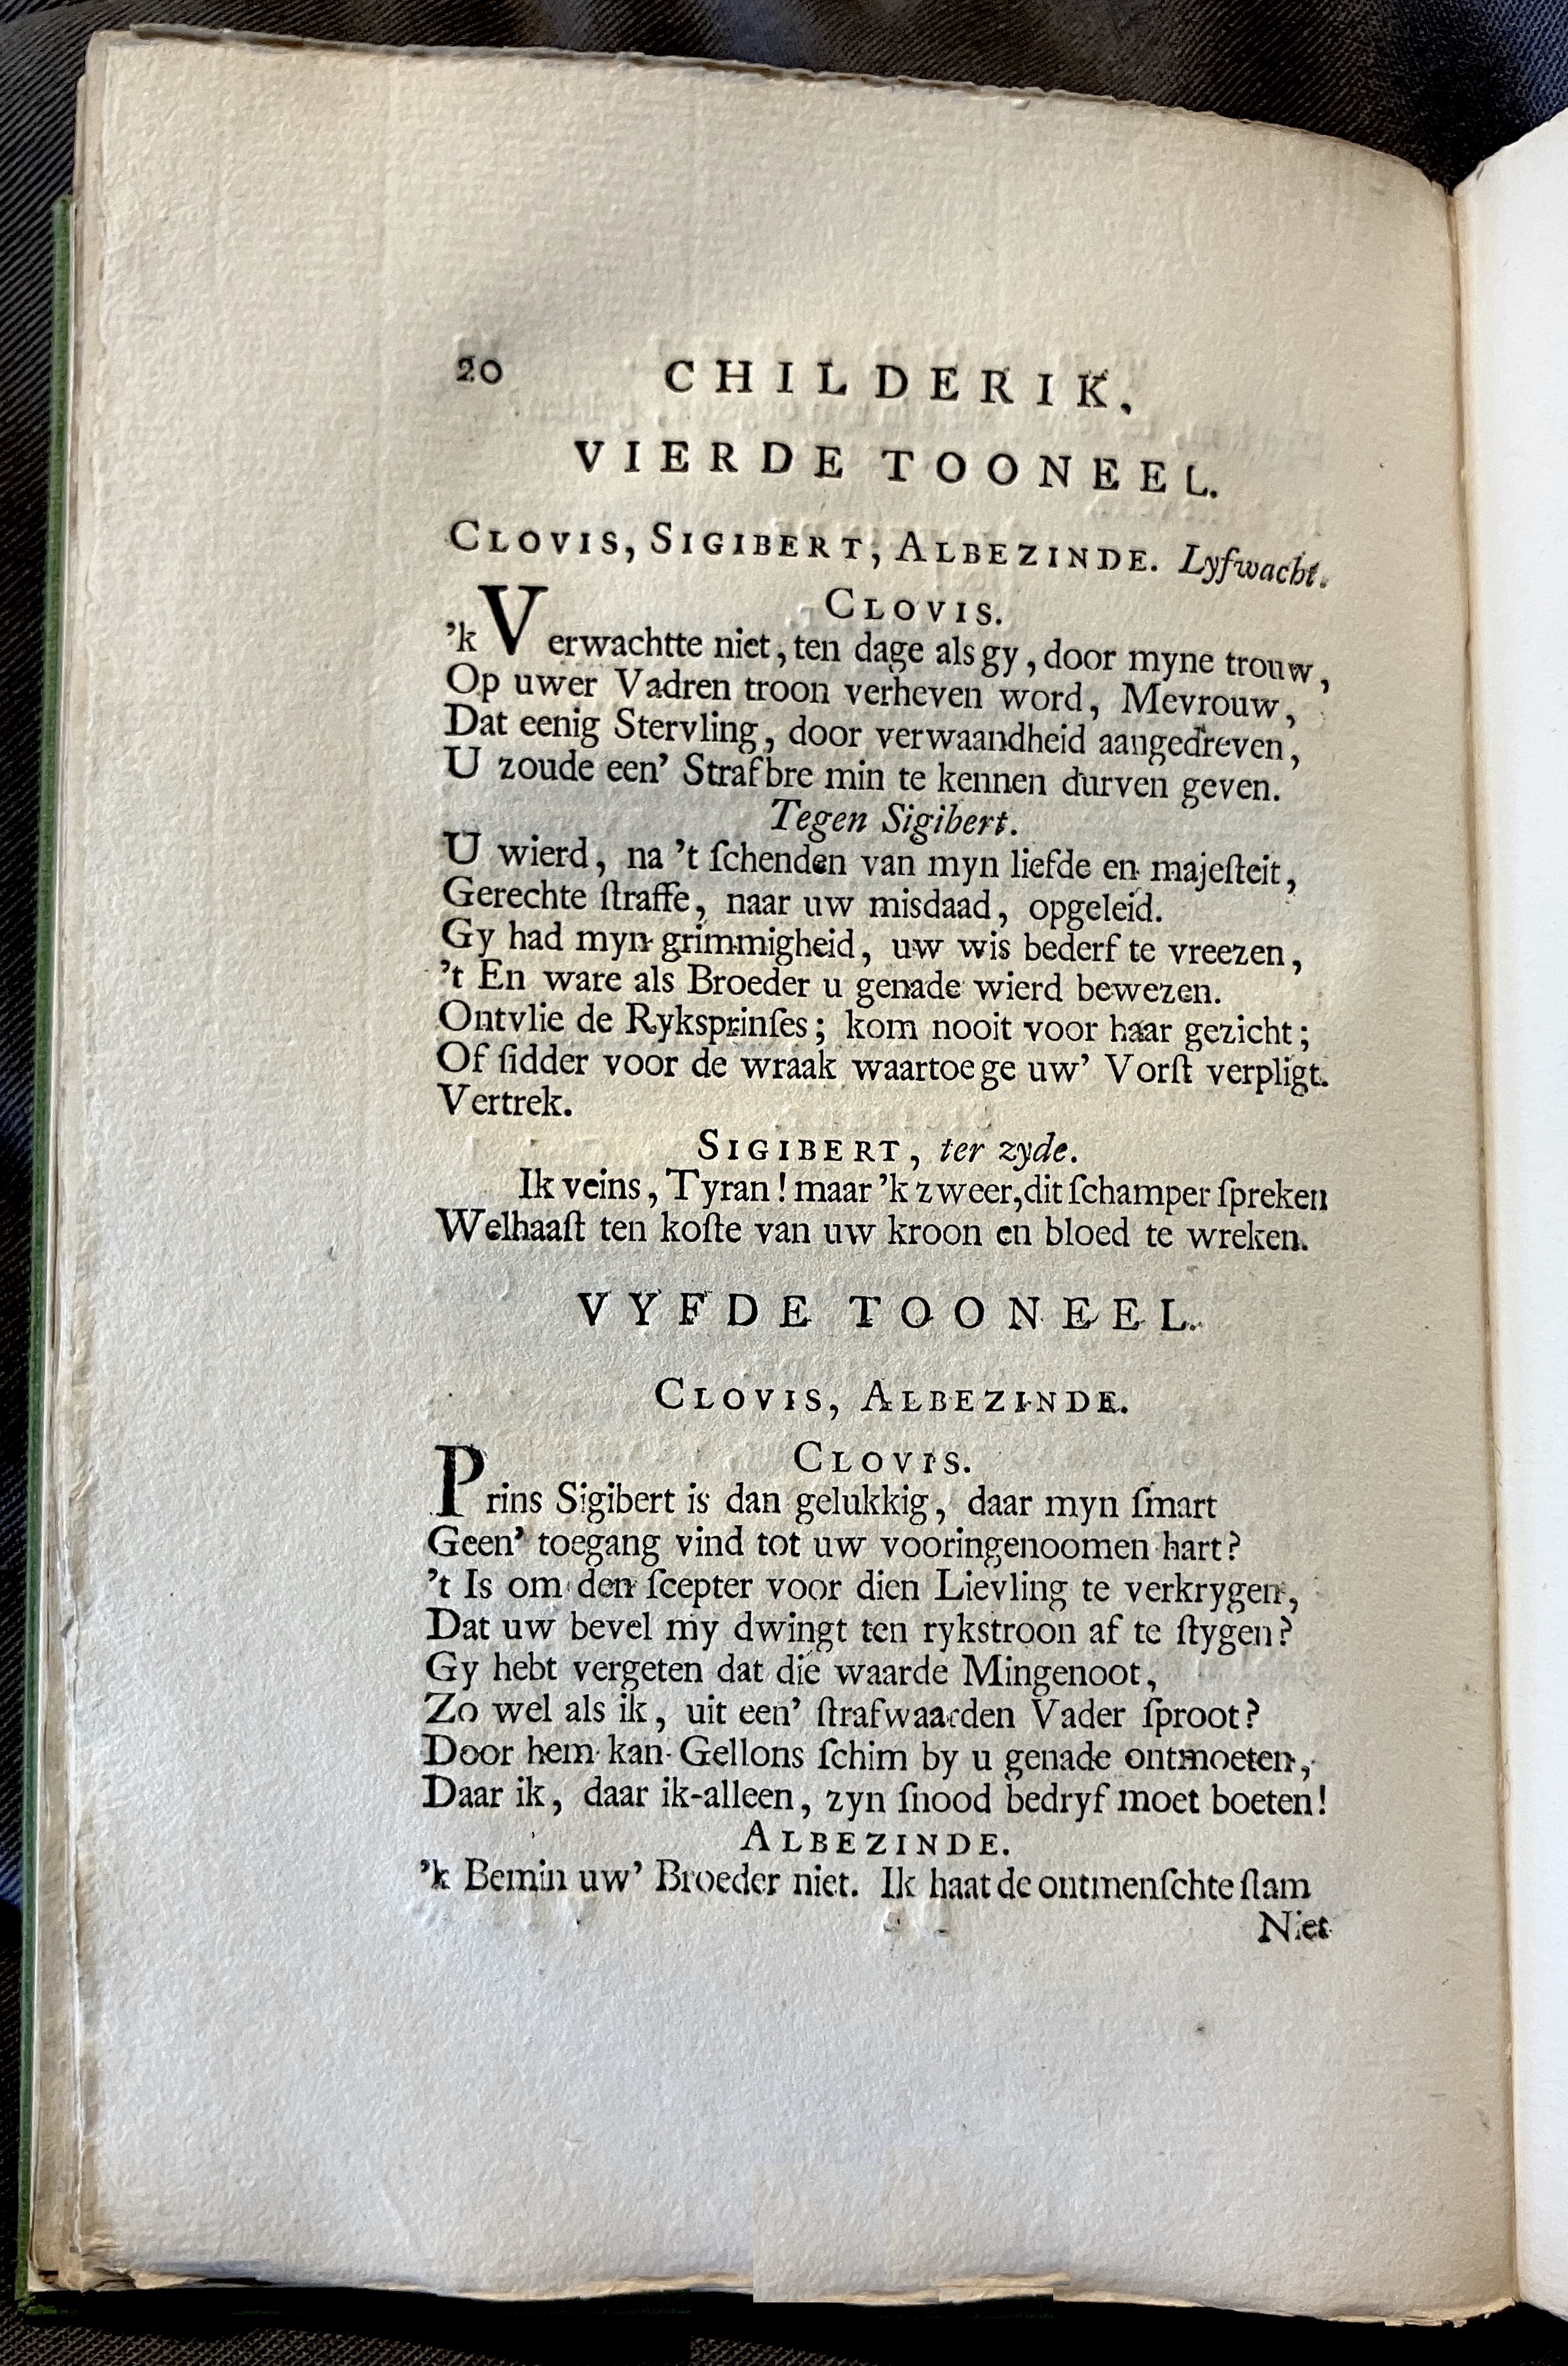 20 CHILDERIK,
VIERDE TOONEEL.
CLOVIS, SIGIBERT, ALBEZINDE. Lyfwacht.
CLOVIS.
’k Verwachtte niet, ten dage als gy, door myne trouw,
Op uwer Vadren troon verheven word, Mevrouw,
Dat eenig Stervling, door verwaandheid aangedreven,
U zoude een’ Strafbre min te kennen durven geven.
Tegen Sigibert.
U wierd, na ’t ſchenden van myn liefde en majeſteit,
Gerechte ſtraffe, naar uw misdaad, opgeleid.
Gy had myn grimmigheid, uw wis bederf te vreezen,
’t En ware als Broeder u genade wierd bewezen.
Ontvlie de Ryksprinſes; kom nooit voor haar gezicht;
Of ſidder voor de wraak waartoe ge uw’ Vorſt verpligt.
Vertrek.
SIGIBERT, ter zyde.
Ik veins, Tyran! maar ’k zweer, dit ſchamper ſpreken
Welhaaſt ten koſte van uw kroon en bloed te wreken.
VYFDE TOONEEL.
CLOVIS, ALBEZINDE.
CLOVIS.
Prins Sigibert is dan gelukkig, daar myn ſmart
Geen’ toegang vind tot uw vooringenoomen hart?
’t Is om den ſcepter voor dien Lievling te verkrygen,
Dat uw bevel my dwingt ten rykstroon af te ſtygen?
Gy hebt vergeten dat die waarde Mingenoot,
Zo wel als ik, uit een’ ſtrafwaarden Vader ſproot?
Door hem kan Gellons ſchim by u genade ontmoeten,
Daar ik, daar ik-alleen, zyn ſnood bedryf moet boeten!
ALBEZINDE.
’k Bemin uw’ Broeder niet. Ik haat de ontmenſchte ſtam
Niet